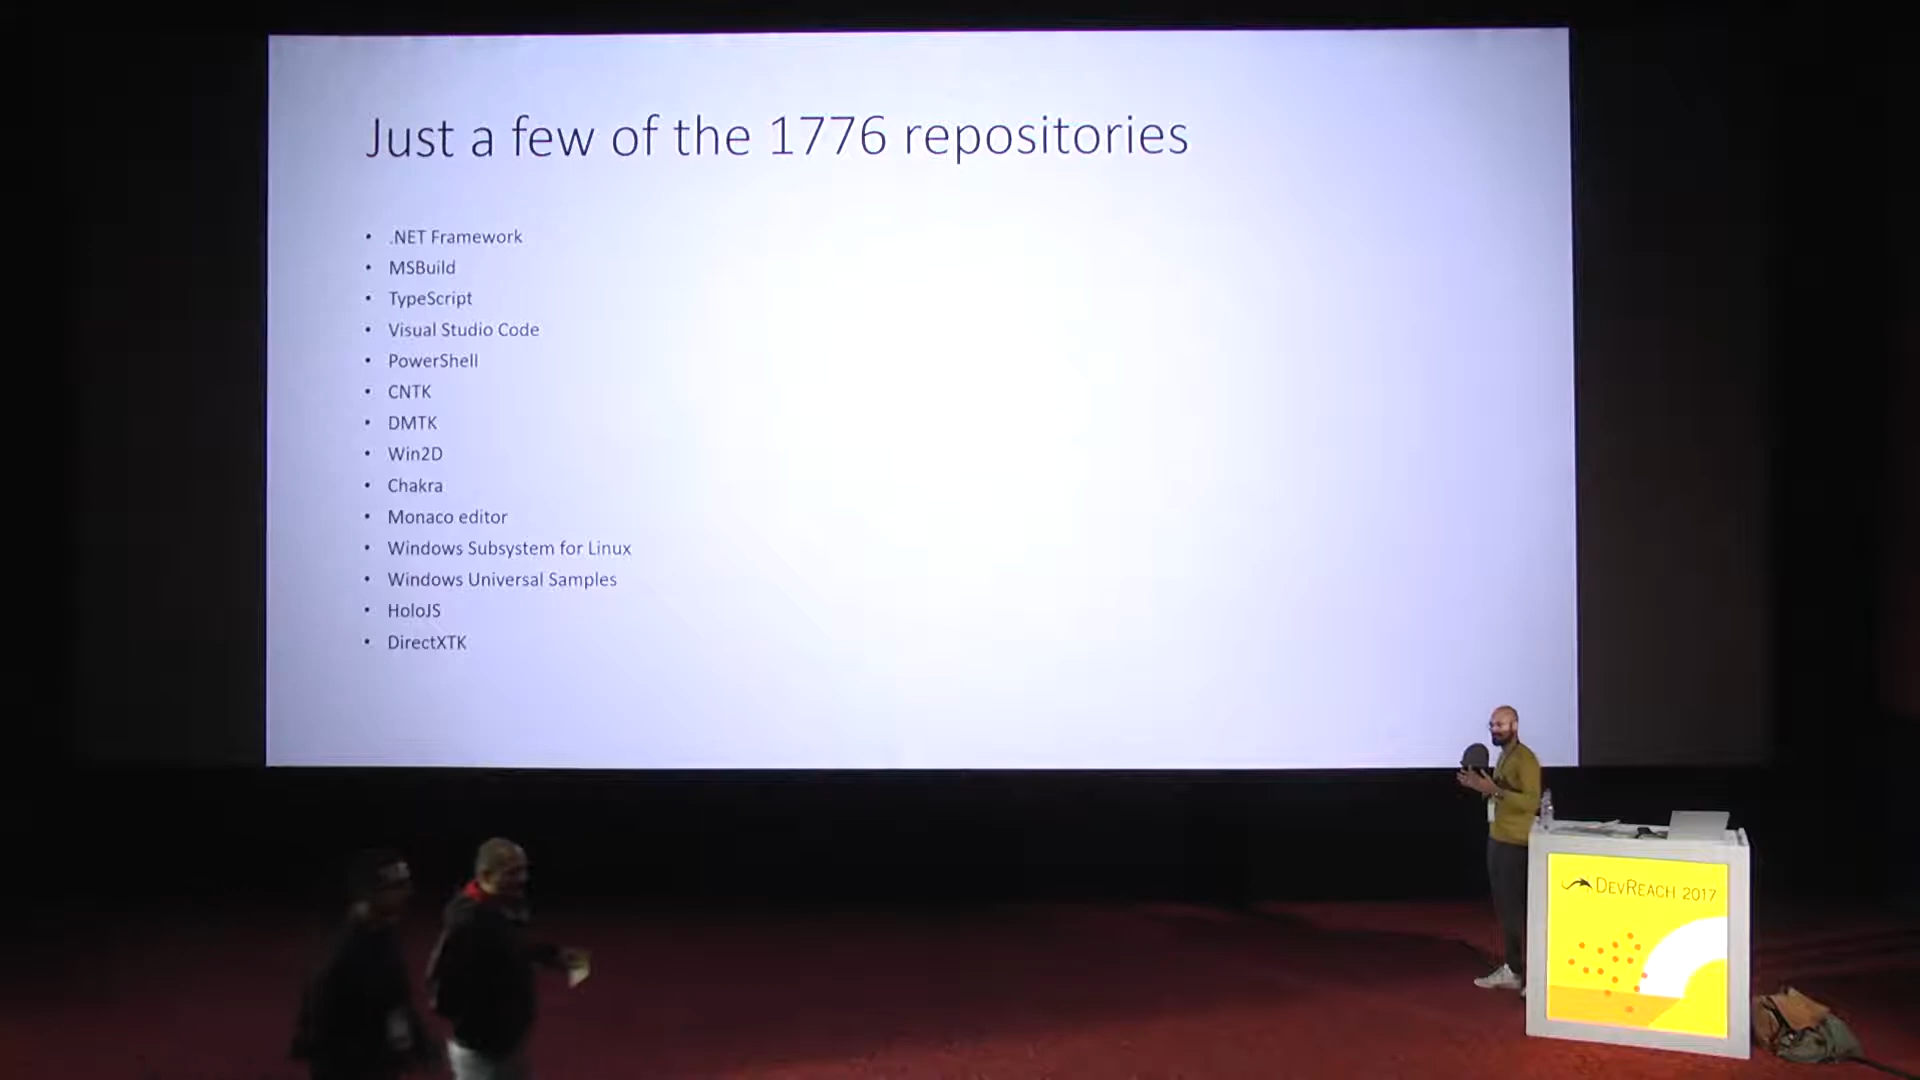 Just a few of the 1776 repositories
• .NET Framework
• MSBuild
• TypeScript
• Visual Studio Code
• PowerShell
• CNTK
• DMTK
• Win2D
• Chakra
• Monaco editor
• Windows Subsystem for Linux
• Windows Universal Samples
• HoloJS
• DirectXTK
DEVREACH 2017